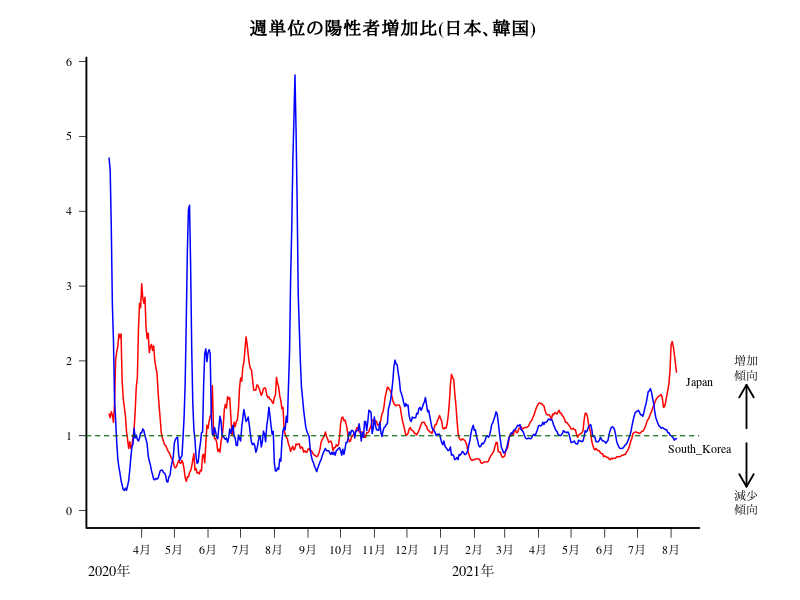 週単位の陽性者増加比(日本、韓国)
6
5
4
3
2
1
0
増加
傾向
Japan
South_Korea
減少
傾向
4月 5月 6月 7月 8月 9月 10月 11月 12月 1月 2月 3月 4月 5月 6月 7月 8月
2020年 2021年